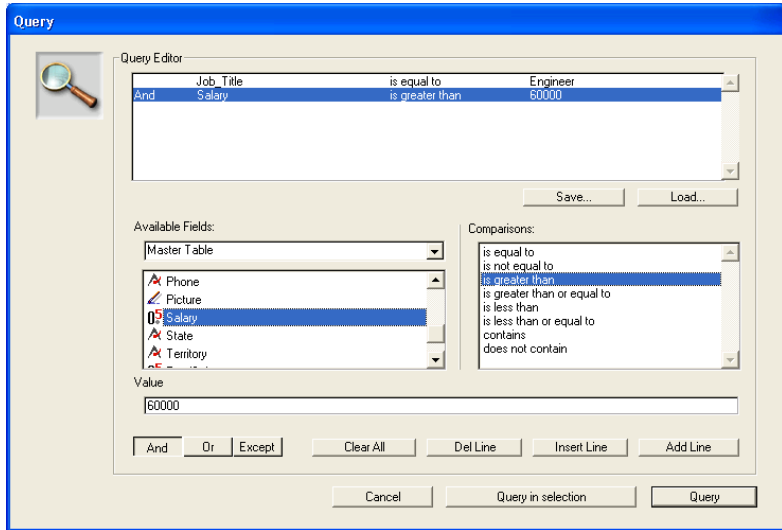 Query
Query Editor
Job_Title is equal to Engineer
And Salary is greater than 60000
Save... Load...
Available Fields:
Master Table
Phone
Picture
Salary
State
Territory
Comparisons:
is equal to
is not equal to
is greater than
is greater than or equal to
is less than
is less than or equal to
contains
does not contain
Value
60000
And Or Except Clear All Del Line Insert Line Add Line
Cancel Query in selection Query